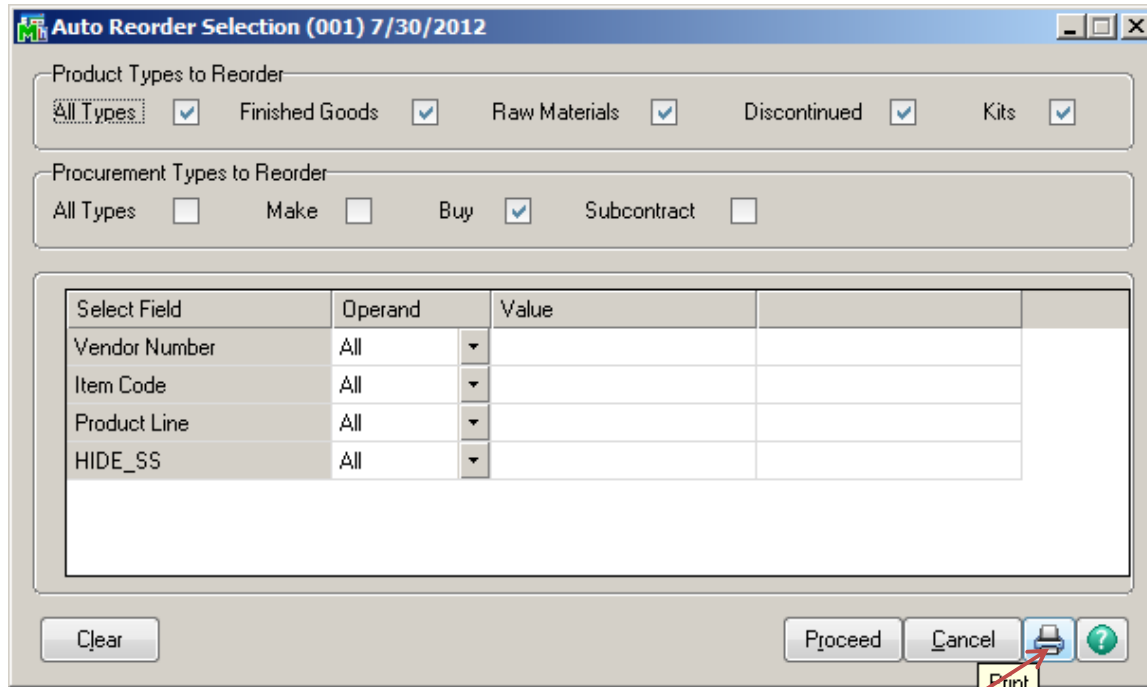 Auto Reorder Selection (001) 7/30/2012
Product Types to Reorder
All Types Finished Goods Raw Materials Discontinued Kits
Procurement Types to Reorder
All Types Make Buy Subcontract
Select Field Operand Value
Vendor Number All
Item Code All
Product Line All
HIDE_SS All
Clear Proceed Cancel ?
Print